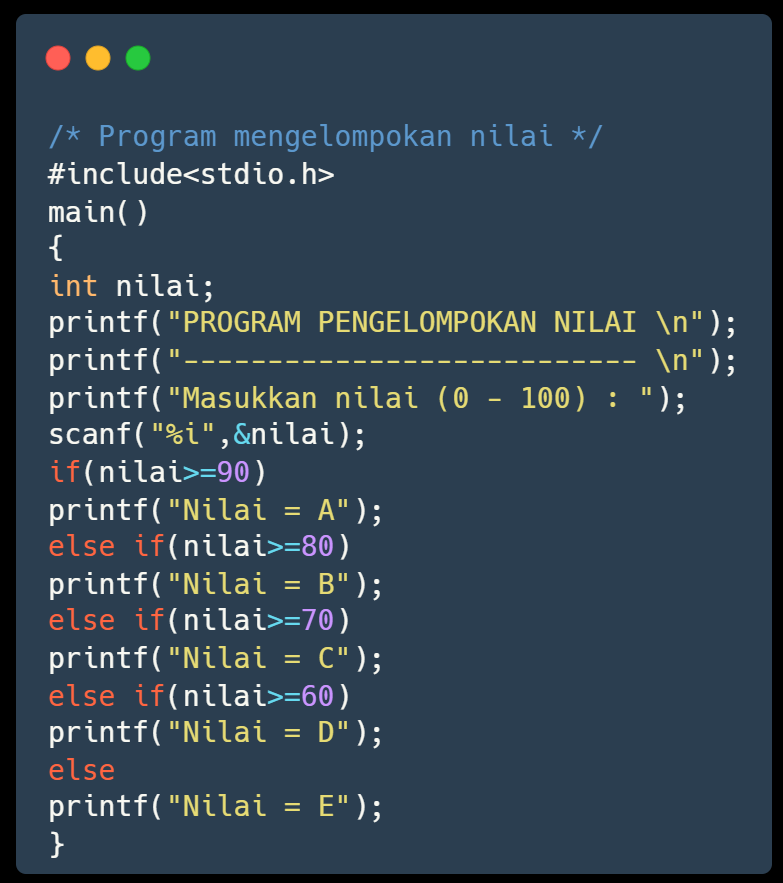 /* Program mengelompokan nilai */
#include<stdio.h>
main()
{
int nilai;
printf("PROGRAM PENGELOMPOKAN NILAI \n");
printf("--------------------------- \n");
printf("Masukkan nilai (0 - 100) : ");
scanf("%i",&nilai);
if(nilai>=90)
printf("Nilai = A");
else if(nilai>=80)
printf("Nilai = B");
else if(nilai>=70)
printf("Nilai = C");
else if(nilai>=60)
printf("Nilai = D");
else
printf("Nilai = E");
}